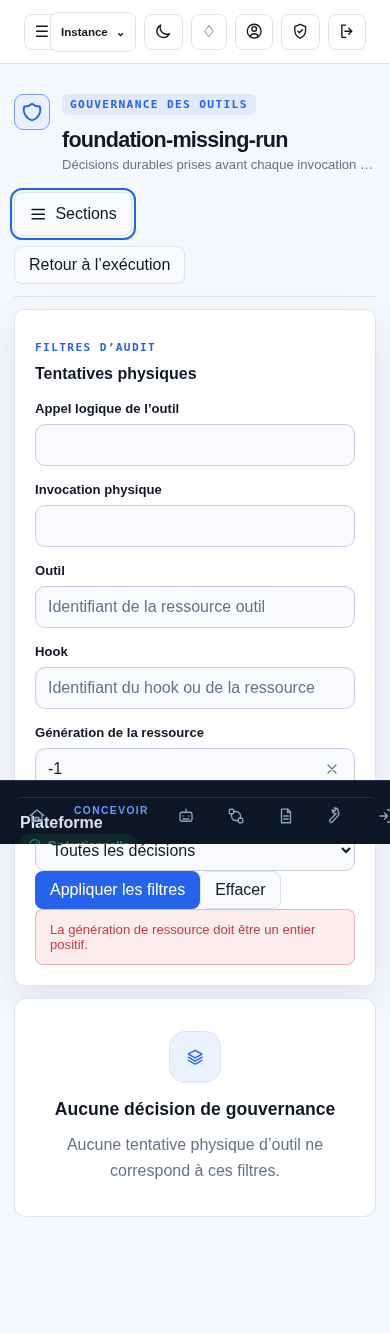 Instance
GOUVERNANCE DES OUTILS
foundation-missing-run
Décisions durables prises avant chaque invocation …
Sections
Retour à l’exécution
FILTRES D’AUDIT
Tentatives physiques
Appel logique de l’outil
Invocation physique
Outil
Identifiant de la ressource outil
Hook
Identifiant du hook ou de la ressource
Génération de la ressource
-1
CONCEVOIR
Plateforme
Opérationnelle
Toutes les décisions
Appliquer les filtres
Effacer
La génération de ressource doit être un entier
positif.
Aucune décision de gouvernance
Aucune tentative physique d’outil ne
correspond à ces filtres.